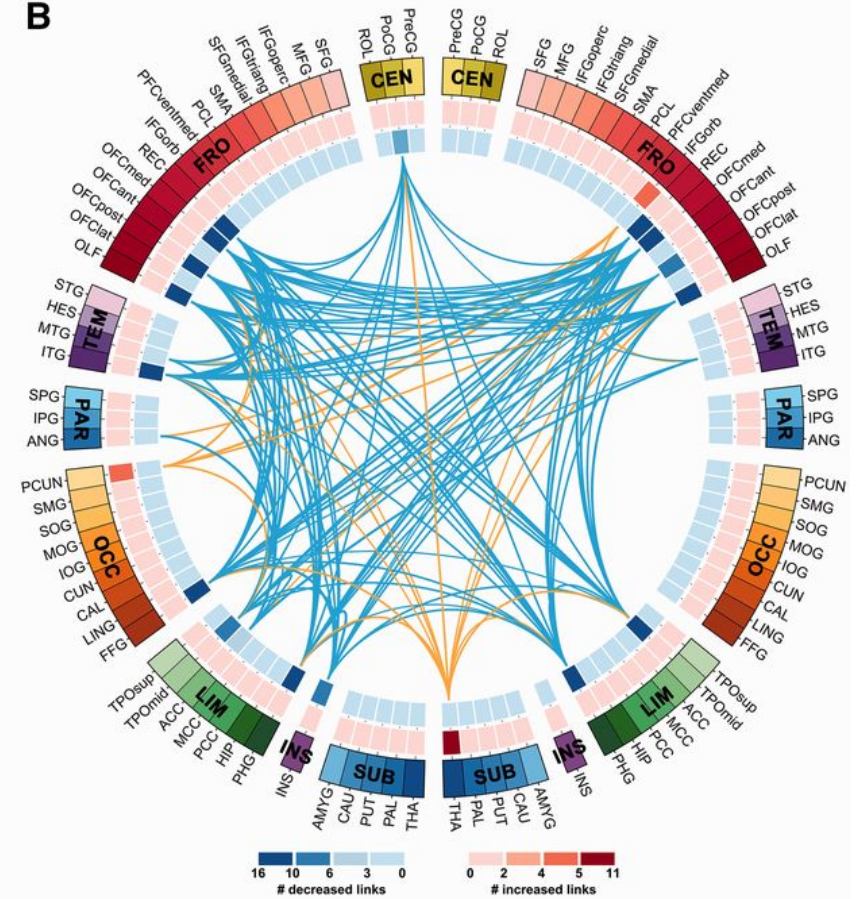 B
ROL
PoCG
PreCG
CEN
PreCG
PoCG
ROL
CEN
SFG
MFG
IFGoperc
IFGtriang
SFGmedial
SMA
PCL
PFCventmed
IFGorb
REC
OFCmed
OFCant
OFCpost
OFClat
OLF
FRO
STG
HES
MTG
ITG
TEM
SPG
IPG
ANG
PAR
PCUN
SMG
SOG
MOG
IOG
CUN
CAL
LING
FFG
OCC
TPOsup
TPOmid
ACC
MCC
PCC
HIP
PHG
LIM
INS
INS
AMYG
CAU
PUT
PAL
THA
SUB
THA
PAL
PUT
CAU
AMYG
SUB
INS
INS
PHG
HIP
PCC
MCC
ACC
TPOmid
TPOsup
LIM
FFG
LING
CAL
CUN
IOG
MOG
SOG
SMG
PCUN
OCC
ANG
IPG
SPG
PAR
ITG
MTG
HES
STG
TEM
OLF
OFClat
OFCpost
OFCant
OFCmed
REC
IFGorb
PFCventmed
PCL
SMA
SFGmedial
IFGtriang
IFGoperc
MFG
SFG
FRO
16 10 6 3 0
# decreased links
0 2 4 5 11
# increased links